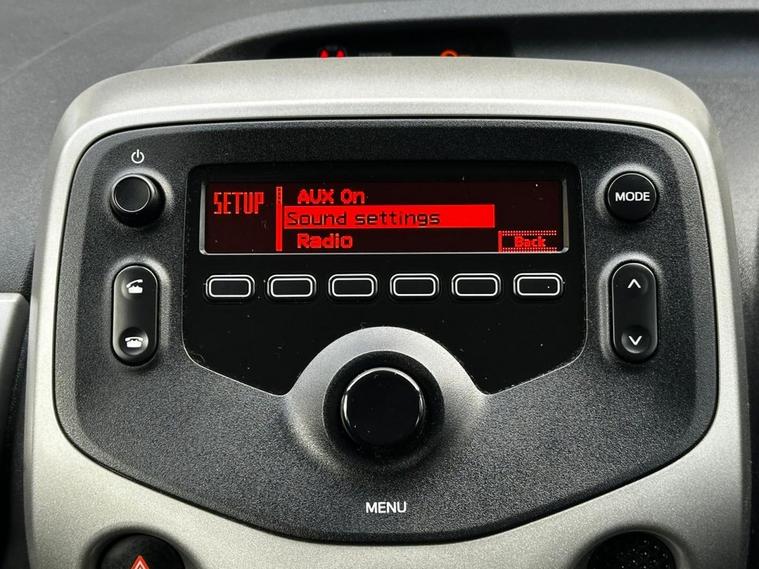 SETUP
AUX On
Sound settings
Radio
Back
MODE
MENU